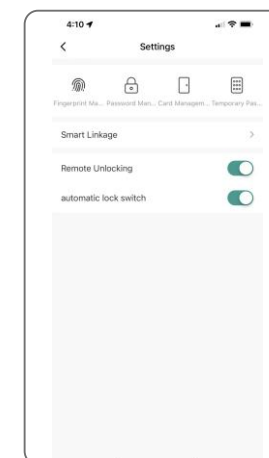 4:10
Settings
Fingerprint Ma... Password Man... Card Managem... Temporary Pas...
Smart Linkage
Remote Unlocking
automatic lock switch